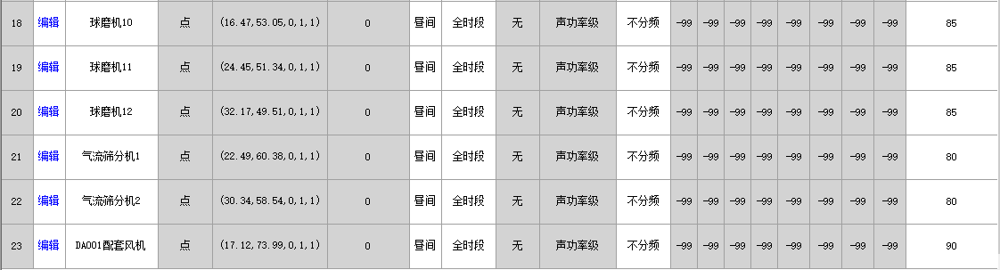 18 编辑 球磨机10 点 (16.47,53.05,0,1,1) 0 昼间 全时段 无 声功率级 不分频 -99 -99 -99 -99 -99 -99 -99 -99 85
19 编辑 球磨机11 点 (24.45,51.34,0,1,1) 0 昼间 全时段 无 声功率级 不分频 -99 -99 -99 -99 -99 -99 -99 -99 85
20 编辑 球磨机12 点 (32.17,49.51,0,1,1) 0 昼间 全时段 无 声功率级 不分频 -99 -99 -99 -99 -99 -99 -99 -99 85
21 编辑 气流筛分机1 点 (22.49,60.38,0,1,1) 0 昼间 全时段 无 声功率级 不分频 -99 -99 -99 -99 -99 -99 -99 -99 80
22 编辑 气流筛分机2 点 (30.34,58.54,0,1,1) 0 昼间 全时段 无 声功率级 不分频 -99 -99 -99 -99 -99 -99 -99 -99 80
23 编辑 DA001配套风机 点 (17.12,73.99,0,1,1) 0 昼间 全时段 无 声功率级 不分频 -99 -99 -99 -99 -99 -99 -99 -99 90